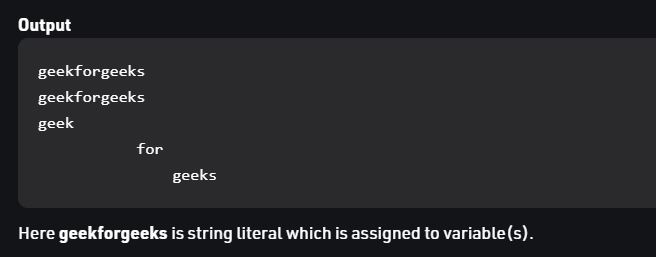 Output
geekforgeeks
geekforgeeks
geek
for
geeks
Here geekforgeeks is string literal which is assigned to variable(s).